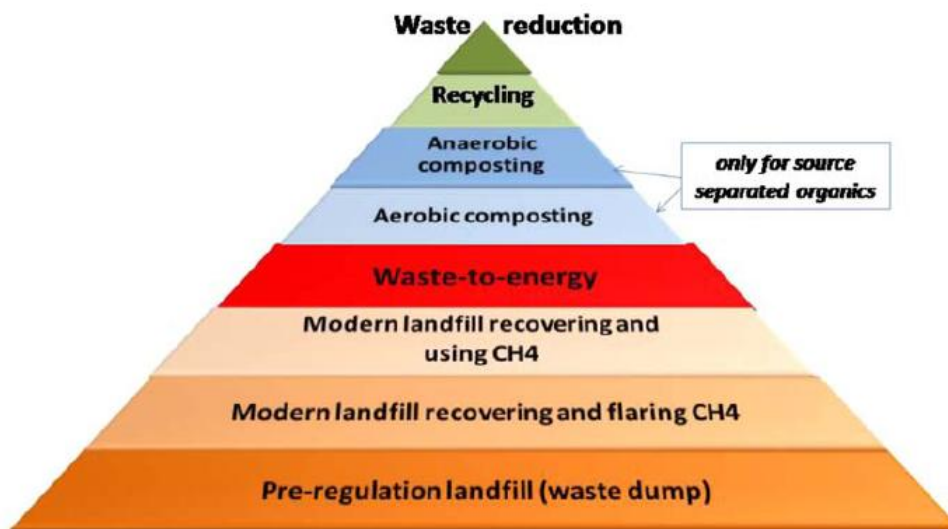 Waste reduction
Recycling
Anaerobic
composting
only for source
separated organics
Aerobic composting
Waste-to-energy
Modern landfill recovering and
using CH4
Modern landfill recovering and flaring CH4
Pre-regulation landfill (waste dump)